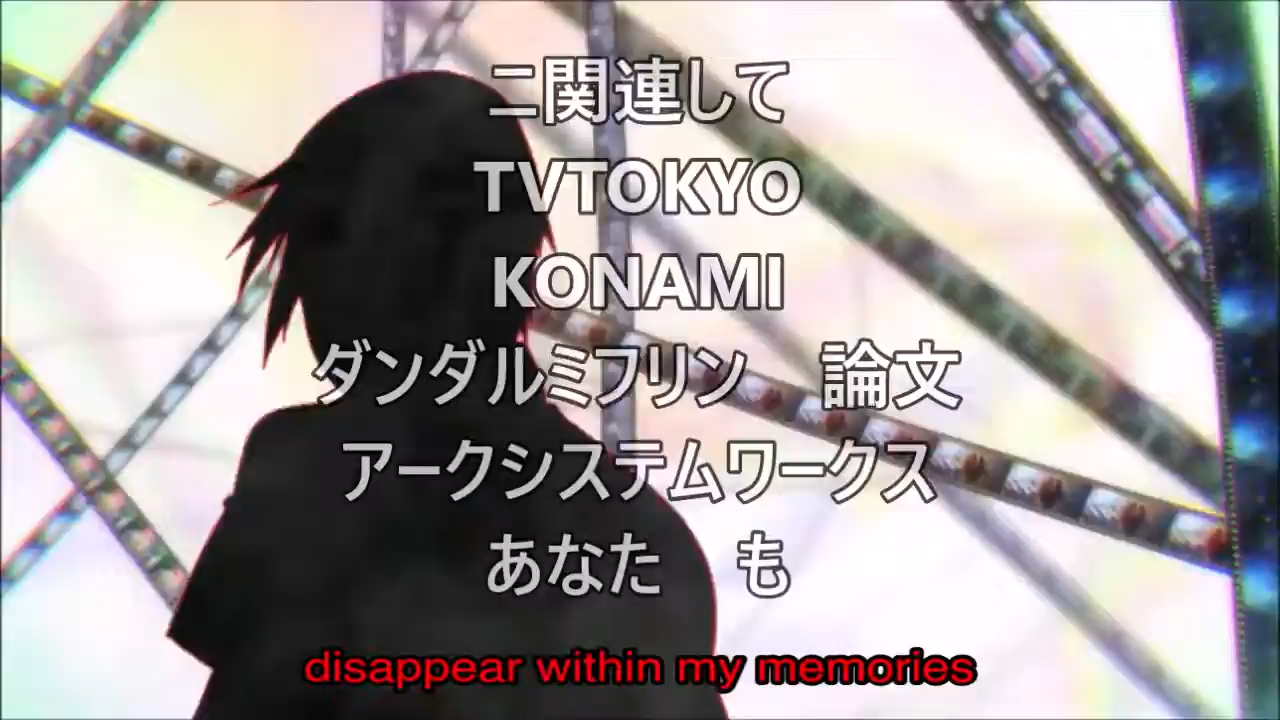 ニ関連して
TVTOKYO
KONAMI
ダンダルミフリン　論文
アークシステムワークス
あなた　も
disappear within my memories